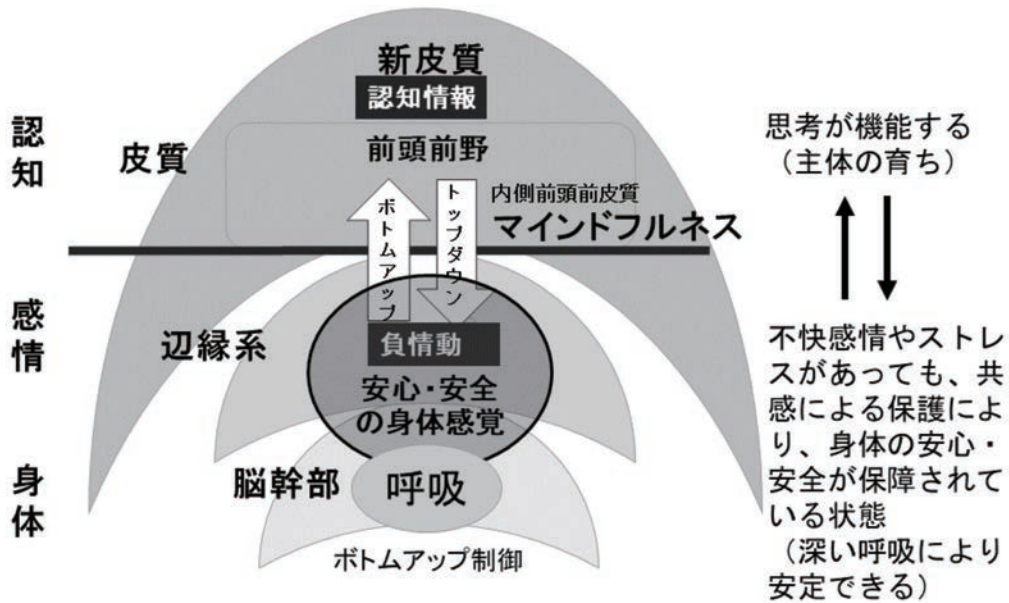 認知
感情
身体
新皮質
認知情報
皮質
前頭前野
ボトムアップ
トップダウン
内側前頭前皮質
マインドフルネス
辺縁系
負情動
安心・安全
の身体感覚
脳幹部
呼吸
ボトムアップ制御
思考が機能する
（主体の育ち）
不快感情やストレ
スがあっても、共
感による保護によ
り、身体の安心・
安全が保障されて
いる状態
（深い呼吸により
安定できる）